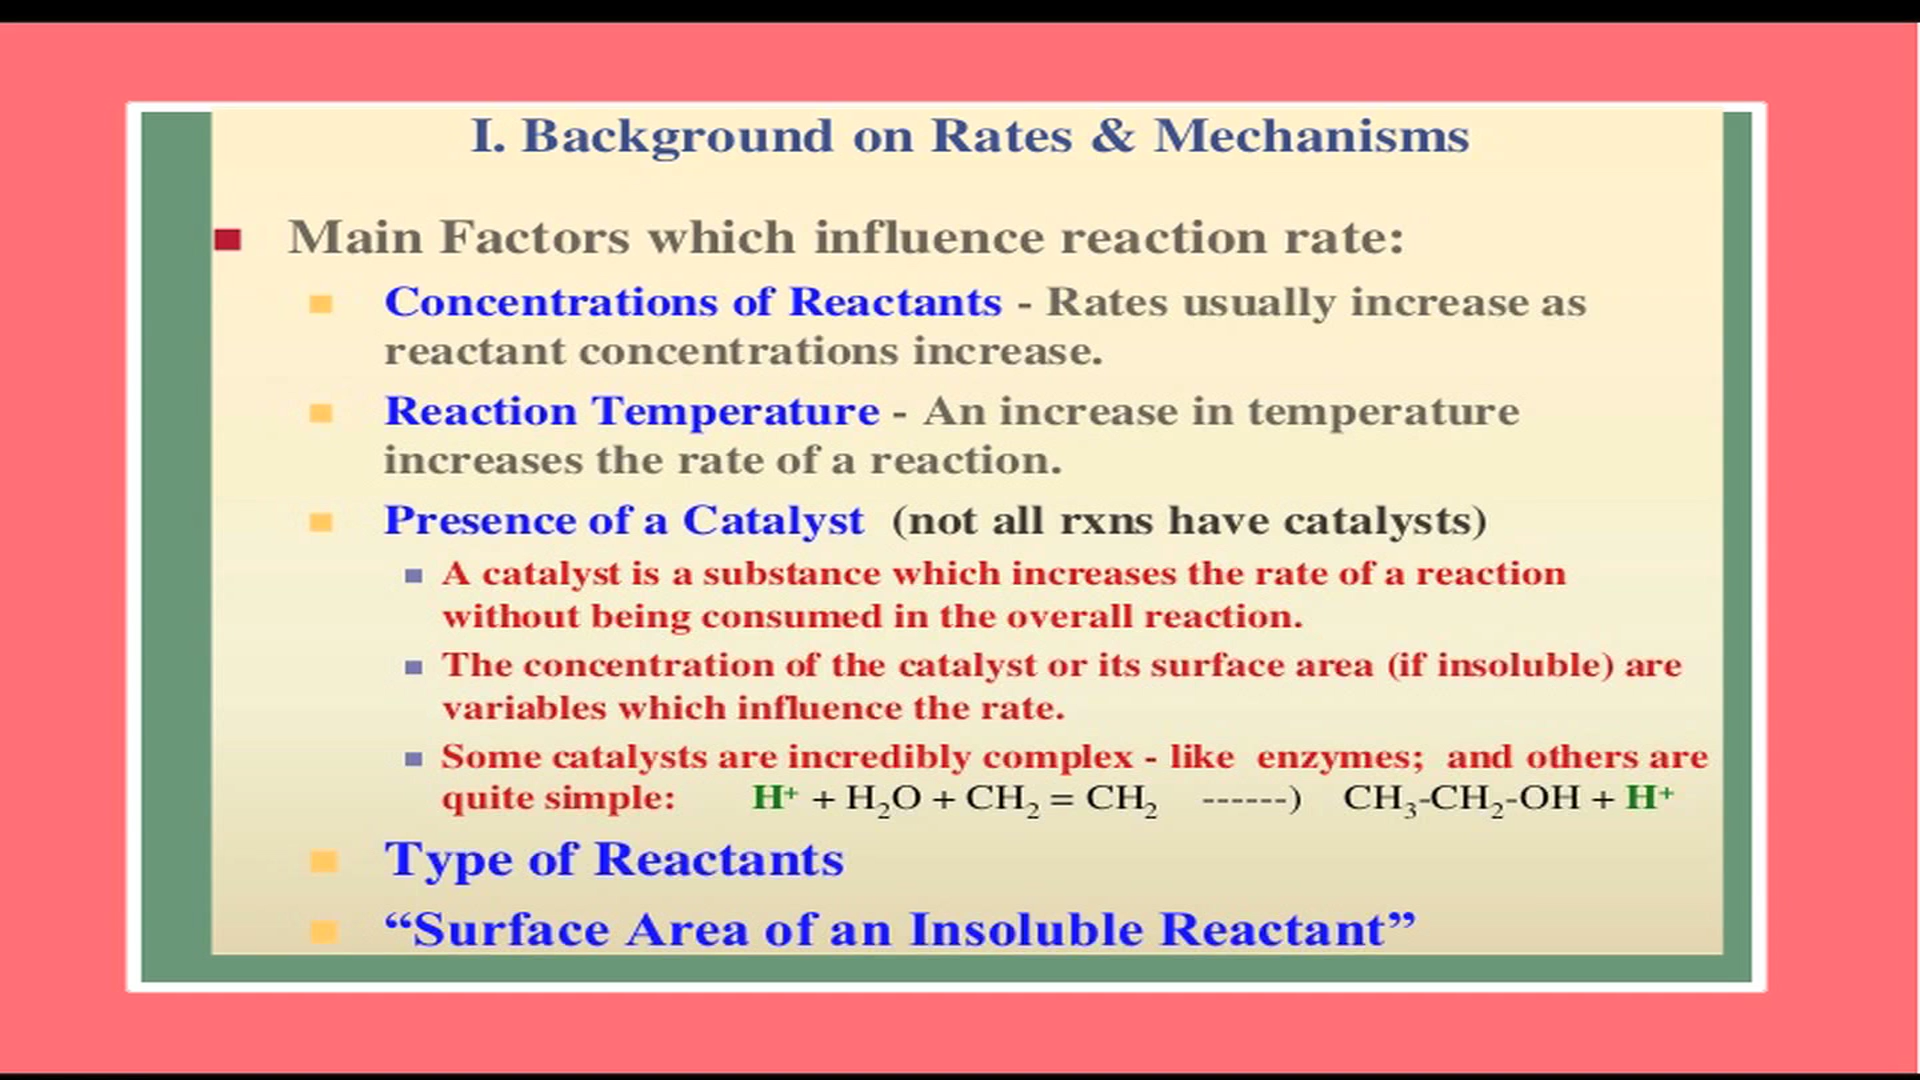 I. Background on Rates & Mechanisms
Main Factors which influence reaction rate:
Concentrations of Reactants - Rates usually increase as
reactant concentrations increase.
Reaction Temperature - An increase in temperature
increases the rate of a reaction.
Presence of a Catalyst (not all rxns have catalysts)
A catalyst is a substance which increases the rate of a reaction
without being consumed in the overall reaction.
The concentration of the catalyst or its surface area (if insoluble) are
variables which influence the rate.
Some catalysts are incredibly complex - like enzymes; and others are
quite simple: H⁺ + H₂O + CH₂ = CH₂ ------) CH₃-CH₂-OH + H⁺
Type of Reactants
“Surface Area of an Insoluble Reactant”